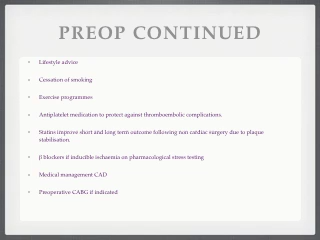 PREOP CONTINUED
• Lifestyle advice
• Cessation of smoking
• Exercise programmes
• Antiplatelet medication to protect against thromboembolic complications.
• Statins improve short and long term outcome following non cardiac surgery due to plaque
stabilisation.
• β blockers if inducible ischaemia on pharmacological stress testing
• Medical management CAD
• Preoperative CABG if indicated